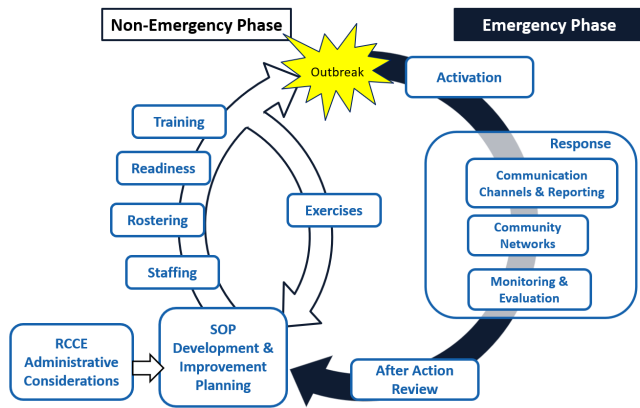 Non-Emergency Phase
Emergency Phase
Outbreak
Activation
Training
Readiness
Rostering
Staffing
Exercises
Response
Communication
Channels & Reporting
Community
Networks
Monitoring &
Evaluation
After Action
Review
SOP
Development &
Improvement
Planning
RCCE
Administrative
Considerations